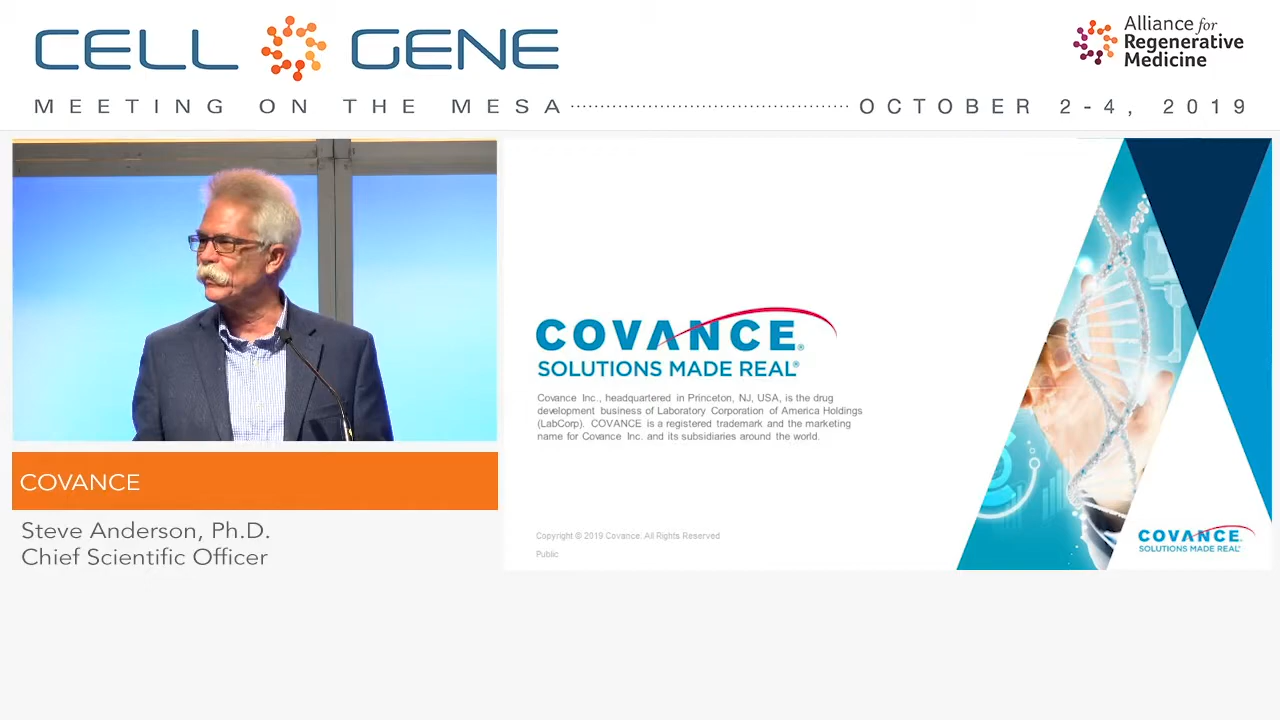 CELL GENE
Alliance for
Regenerative
Medicine
MEETING ON THE MESA
OCTOBER 2-4, 2019
COVANCE®
SOLUTIONS MADE REAL®
Covance Inc., headquartered in Princeton, NJ, USA, is the drug
development business of Laboratory Corporation of America Holdings
(LabCorp). COVANCE is a registered trademark and the marketing
name for Covance Inc. and its subsidiaries around the world.
Copyright © 2019 Covance. All Rights Reserved
Public
COVANCE
SOLUTIONS MADE REAL®
COVANCE
Steve Anderson, Ph.D.
Chief Scientific Officer